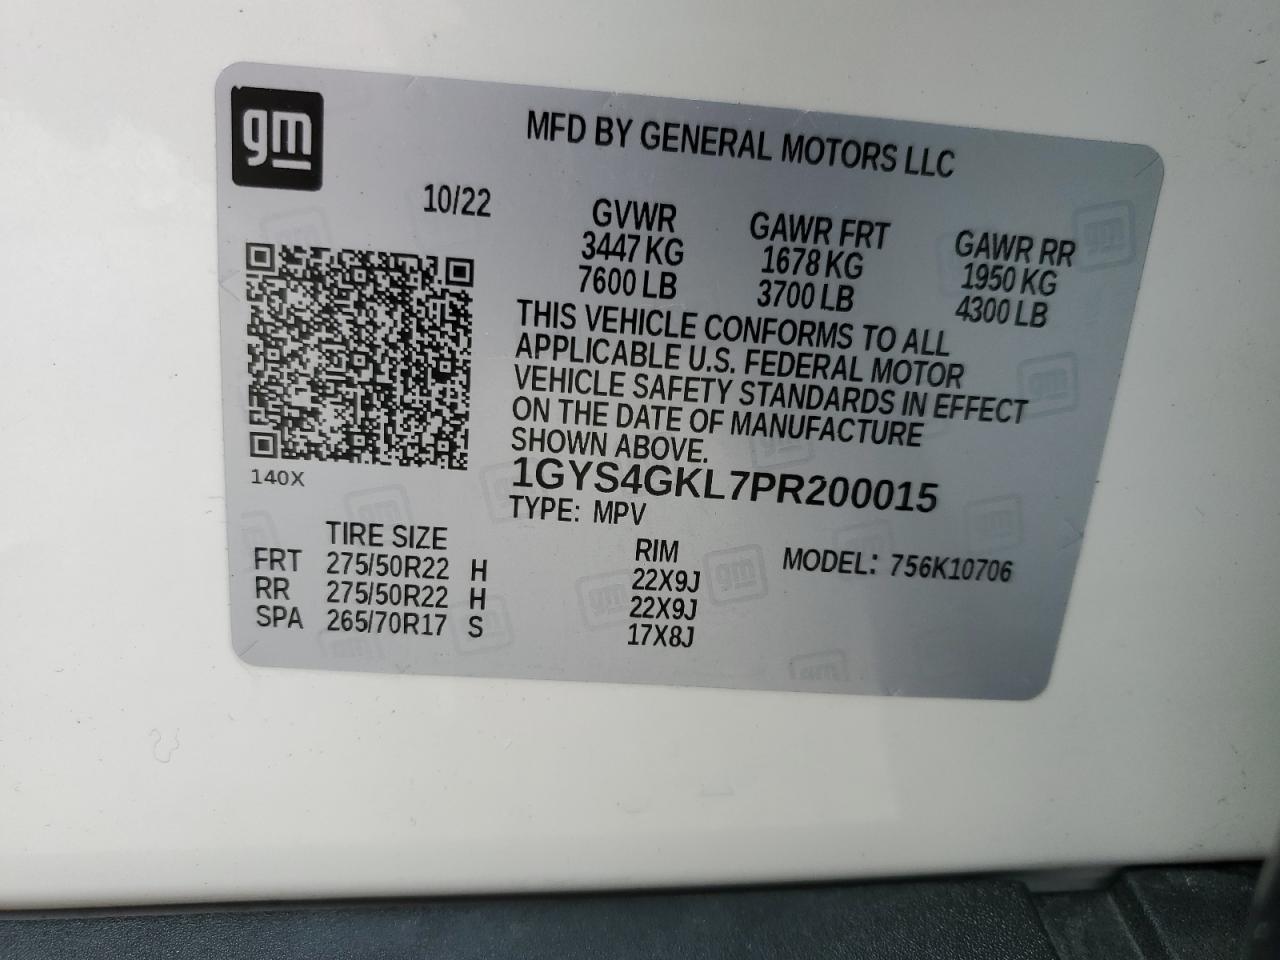 gm
MFD BY GENERAL MOTORS LLC
10/22
GVWR
3447 KG
7600 LB
GAWR FRT
1678 KG
3700 LB
GAWR RR
1950 KG
4300 LB
THIS VEHICLE CONFORMS TO ALL
APPLICABLE U.S. FEDERAL MOTOR
VEHICLE SAFETY STANDARDS IN EFFECT
ON THE DATE OF MANUFACTURE
SHOWN ABOVE.
1GYS4GKL7PR200015
TYPE: MPV
140X
TIRE SIZE
FRT 275/50R22 H
RR 275/50R22 H
SPA 265/70R17 S
RIM
22X9J
22X9J
17X8J
MODEL: 756K10706